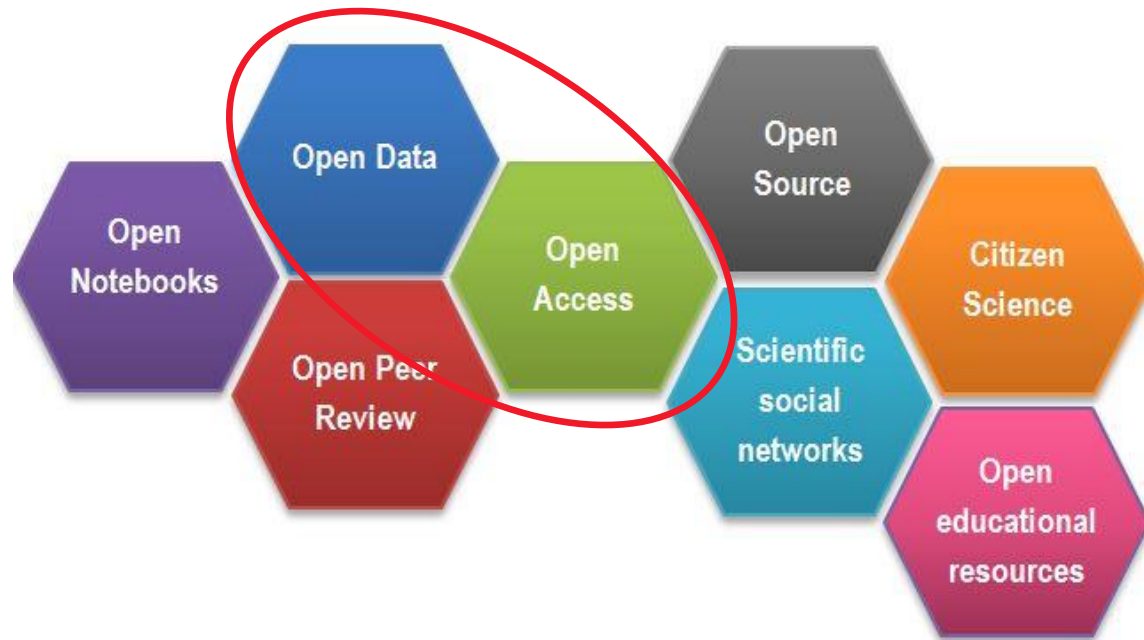 Open
Notebooks
Open Data
Open Peer
Review
Open
Access
Open
Source
Scientific
social
networks
Citizen
Science
Open
educational
resources